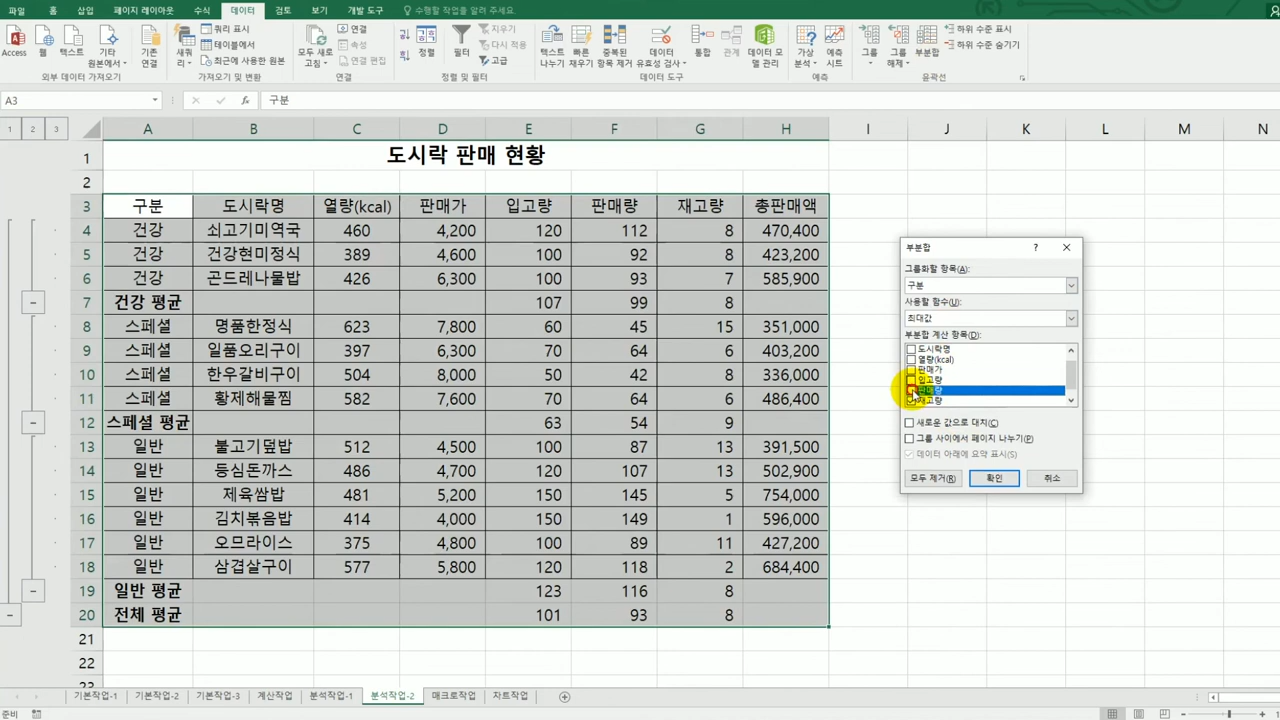 파일 홈 삽입 페이지 레이아웃 수식 데이터 검토 보기 개발 도구 수행할 작업을 알려 주세요.
Access 웹 텍스트 기타 원본에서 기존 연결 새쿼리 쿼리 표시 테이블에서 최근에 사용한 원본 모두 새로 고침 연결 속성 연결 편집 정렬 필터 지우기 다시 적용 고급 텍스트 나누기 빠른 채우기 중복된 항목 제거 데이터 유효성 검사 통합 관계 데이터 모델 관리 가상 분석 예측 시트 그룹 그룹 해제 부분합 하위 수준 표시 하위 수준 숨기기
외부 데이터 가져오기 가져오기 및 변환 연결 정렬 및 필터 데이터 도구 예측 윤곽선
A3 fx 구분
1 2 3 A B C D E F G H I J K L M N
1 도시락 판매 현황
2
3 구분 도시락명 열량(kcal) 판매가 입고량 판매량 재고량 총판매액
4 건강 쇠고기미역국 460 4,200 120 112 8 470,400
5 건강 건강현미정식 389 4,600 100 92 8 423,200
6 건강 곤드레나물밥 426 6,300 100 93 7 585,900
7 건강 평균 107 99 8
8 스페셜 명품한정식 623 7,800 60 45 15 351,000
9 스페셜 일품오리구이 397 6,300 70 64 6 403,200
10 스페셜 한우갈비구이 504 8,000 50 42 8 336,000
11 스페셜 황제해물찜 582 7,600 70 64 6 486,400
12 스페셜 평균 63 54 9
13 일반 불고기덮밥 512 4,500 100 87 13 391,500
14 일반 등심돈까스 486 4,700 120 107 13 502,900
15 일반 제육쌈밥 481 5,200 150 145 5 754,000
16 일반 김치볶음밥 414 4,000 150 149 1 596,000
17 일반 오므라이스 375 4,800 100 89 11 427,200
18 일반 삼겹살구이 577 5,800 120 118 2 684,400
19 일반 평균 123 116 8
20 전체 평균 101 93 8
21
22
23
부분합 ?
그룹화할 항목(A):
구분
사용할 함수(U):
최대값
부분합 계산 항목(D):
도시락명
열량(kcal)
판매가
입고량
판매량
재고량
새로운 값으로 대치(C)
그룹 사이에서 페이지 나누기(P)
데이터 아래에 요약 표시(S)
모두 제거(R) 확인 취소
기본작업-1 기본작업-2 기본작업-3 계산작업 분석작업-1 분석작업-2 매크로작업 차트작업
준비